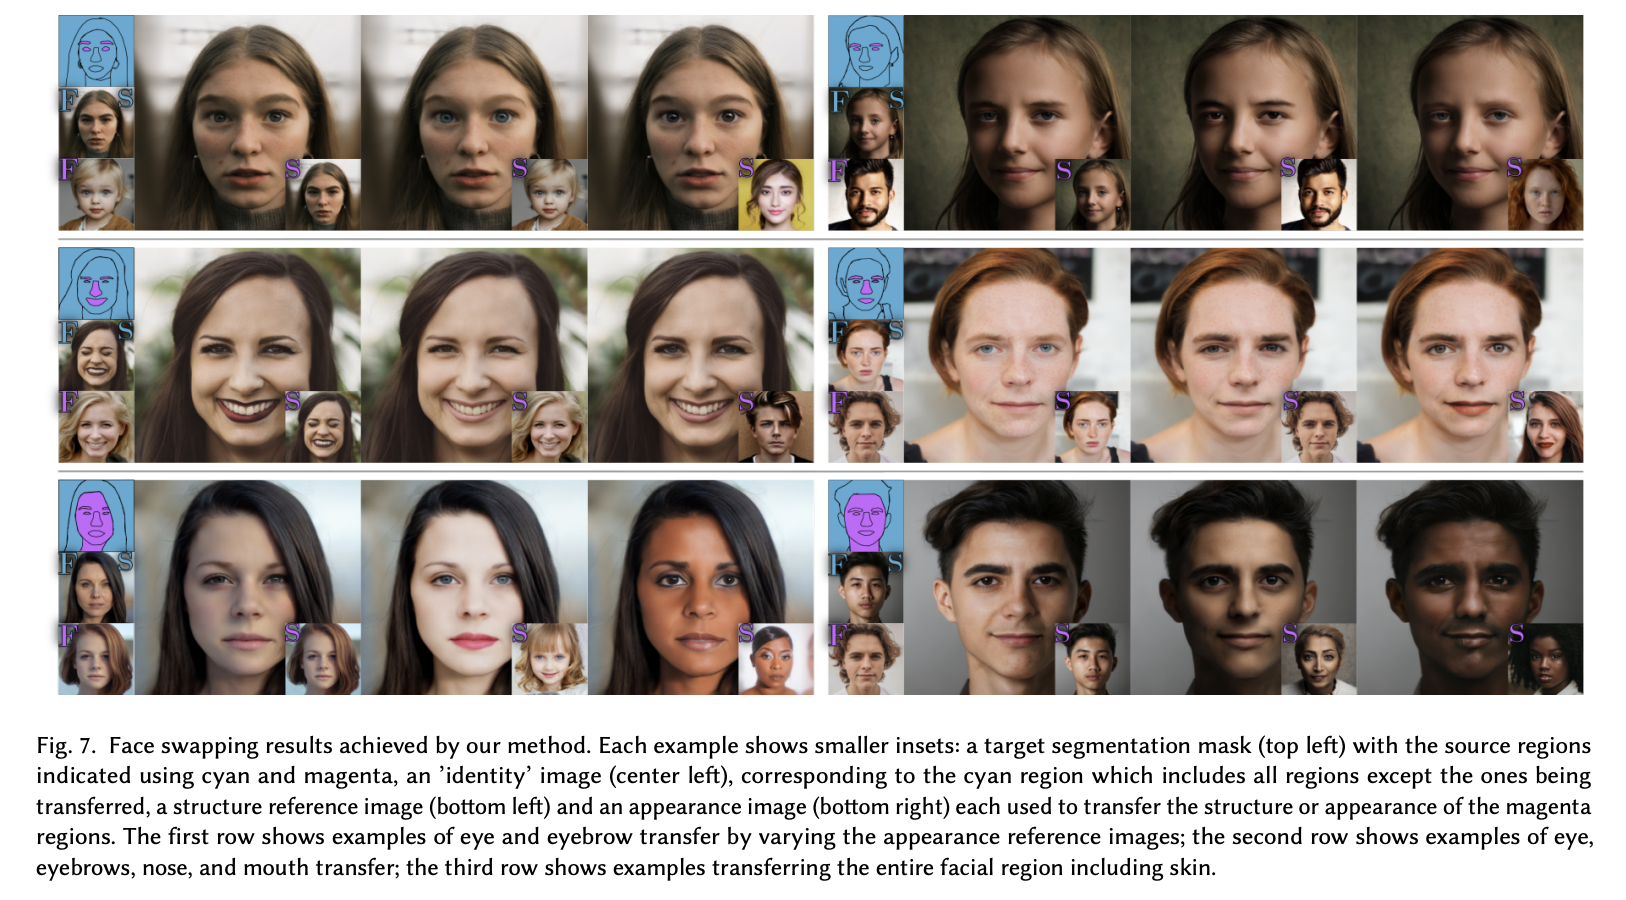 F S
F S S S
F S
F S S S
F S
F S S S
F S
F S S S
F S
F S S S
F S
F S S S
Fig. 7. Face swapping results achieved by our method. Each example shows smaller insets: a target segmentation mask (top left) with the source regions
indicated using cyan and magenta, an ’identity’ image (center left), corresponding to the cyan region which includes all regions except the ones being
transferred, a structure reference image (bottom left) and an appearance image (bottom right) each used to transfer the structure or appearance of the magenta
regions. The first row shows examples of eye and eyebrow transfer by varying the appearance reference images; the second row shows examples of eye,
eyebrows, nose, and mouth transfer; the third row shows examples transferring the entire facial region including skin.